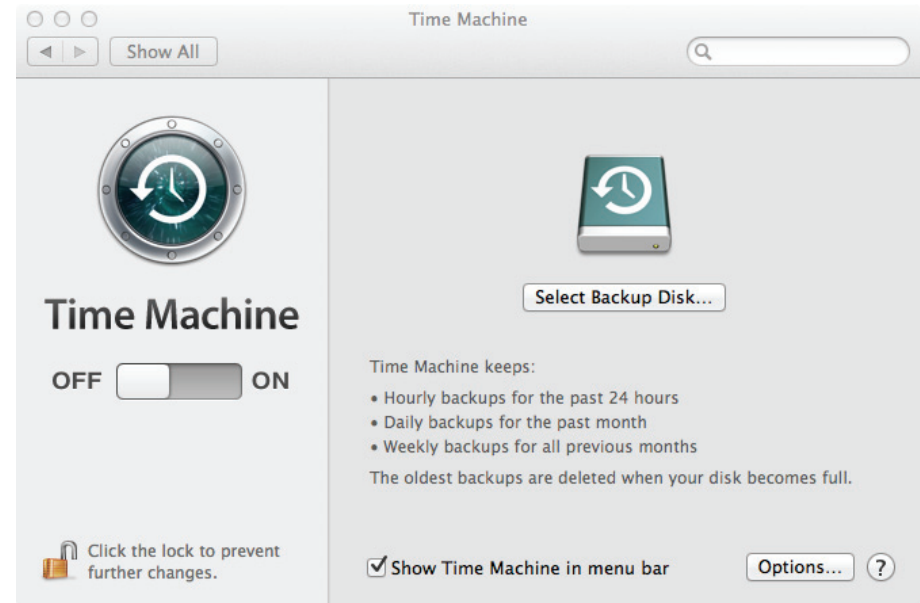 Time Machine
Show All
Time Machine
OFF ON
Click the lock to prevent
further changes.
Select Backup Disk...
Time Machine keeps:
• Hourly backups for the past 24 hours
• Daily backups for the past month
• Weekly backups for all previous months
The oldest backups are deleted when your disk becomes full.
Show Time Machine in menu bar
Options... ?